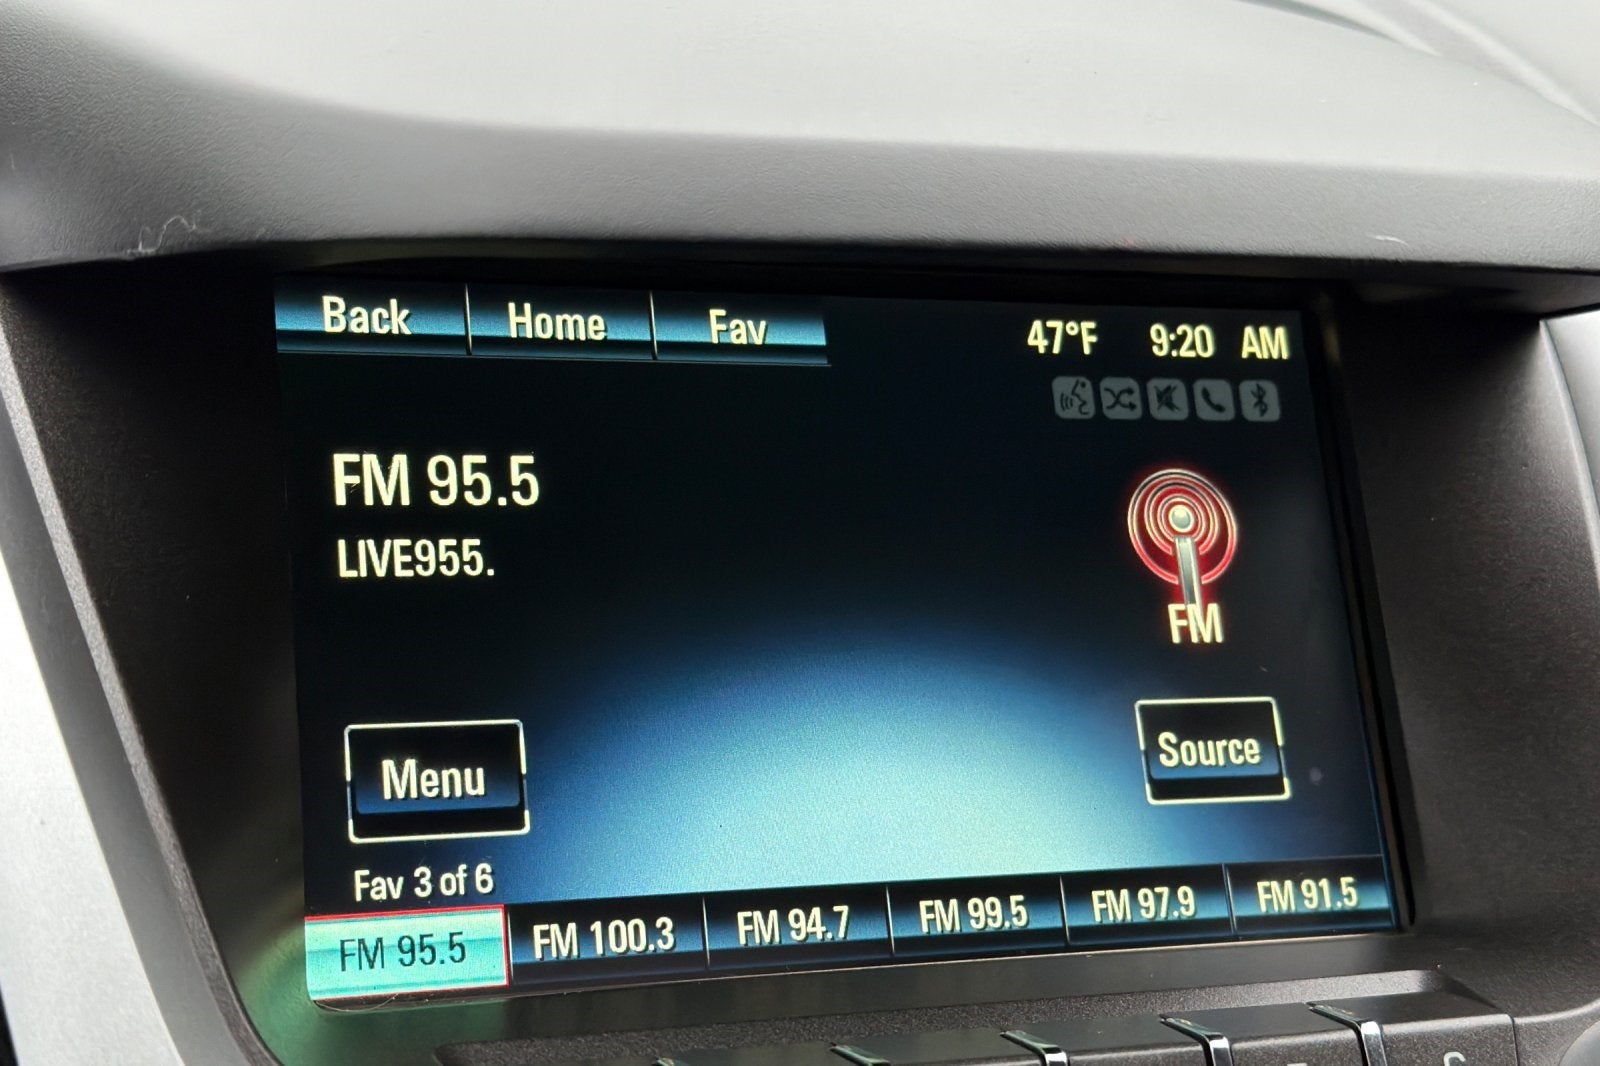 Back Home Fav 47°F 9:20 AM
FM 95.5
LIVE955.
FM
Menu
Source
Fav 3 of 6
FM 95.5 FM 100.3 FM 94.7 FM 99.5 FM 97.9 FM 91.5